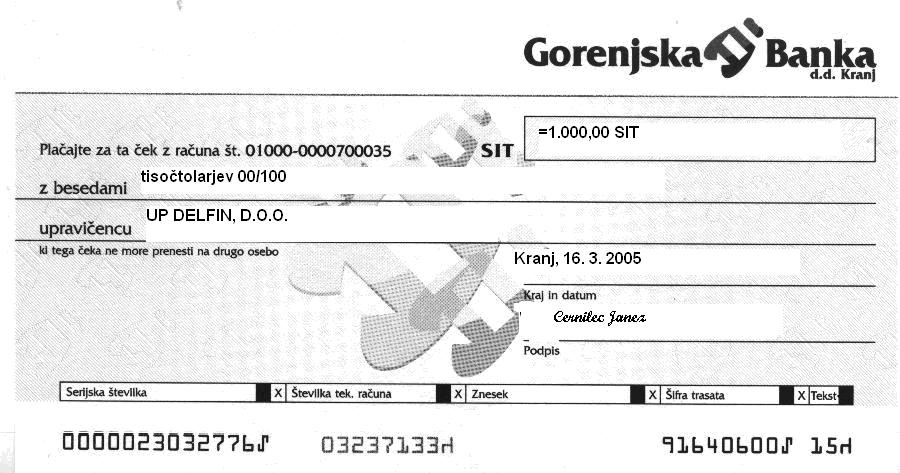 Gorenjska Banka
d.d. Kranj
=1.000,00 SIT
Plačajte za ta ček z računa št. 01000-0000700035 SIT
z besedami tisočtolarjev 00/100
upravičencu UP DELFIN, D.O.O.
ki tega čeka ne more prenesti na drugo osebo
Kranj, 16. 3. 2005
Kraj in datum
Cernilec Janez
Podpis
Serijska številka X Številka tek. računa X Znesek X Šifra trasata X Tekst
0000023032776⑀ 03237133⑁ 91640600⑀ 15⑁